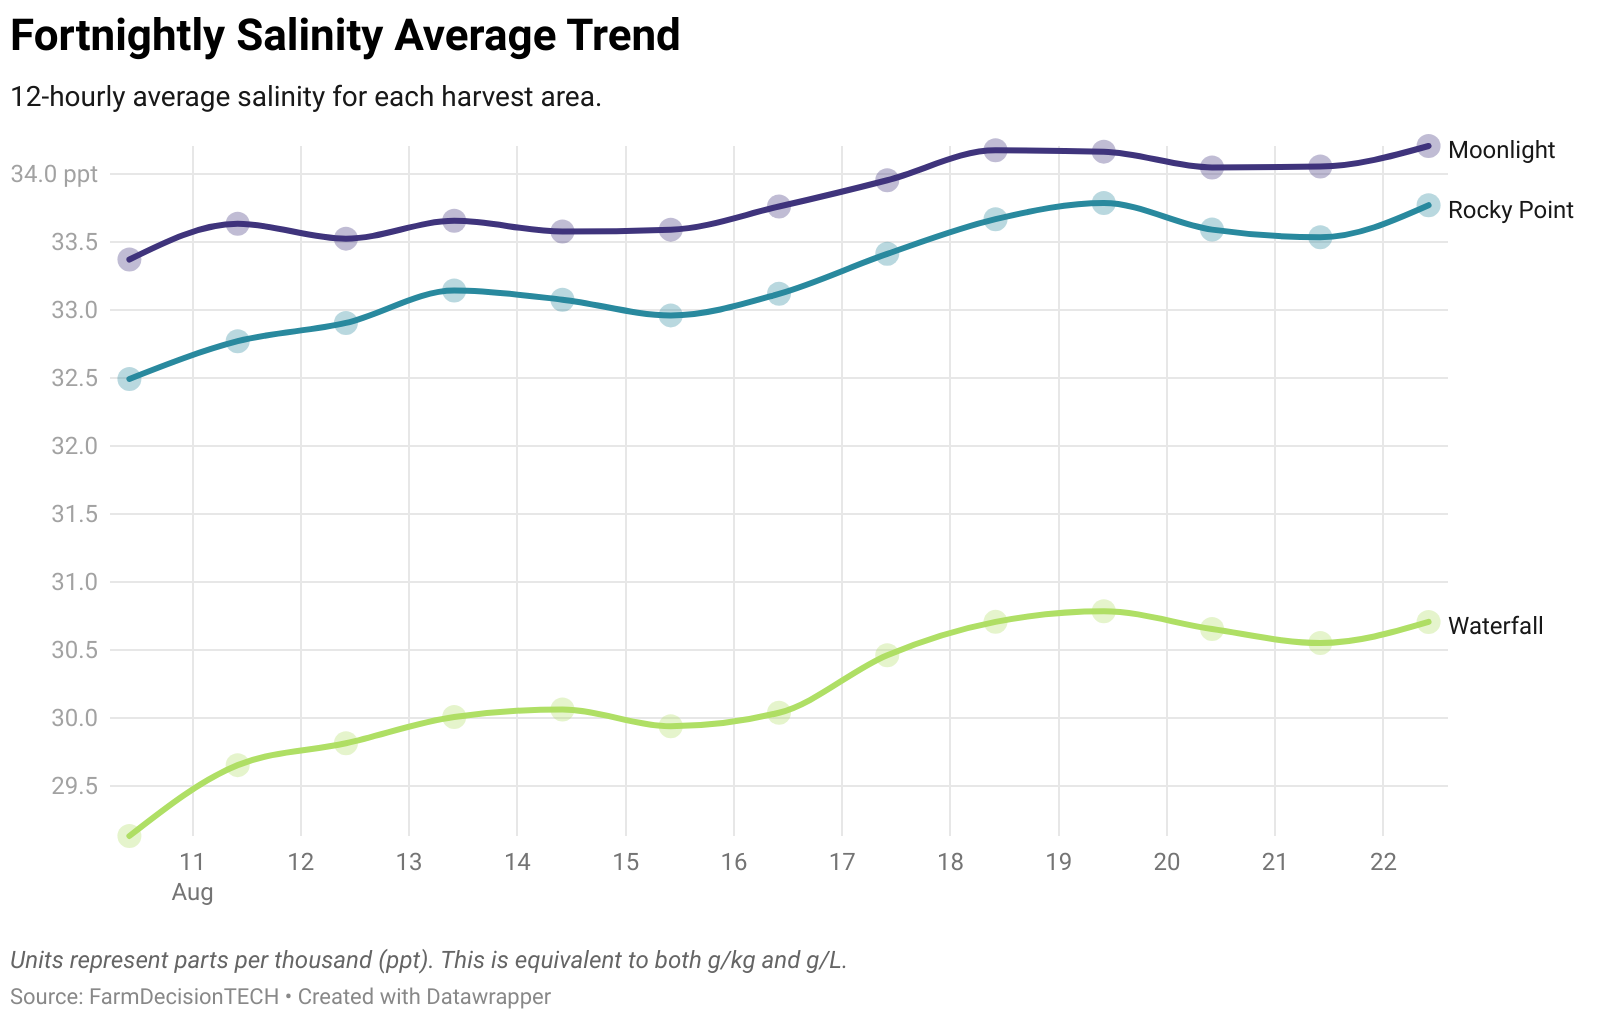 Fortnightly Salinity Average Trend
12-hourly average salinity for each harvest area.
34.0 ppt
33.5
33.0
32.5
32.0
31.5
31.0
30.5
30.0
29.5
Moonlight
Rocky Point
Waterfall
11 12 13 14 15 16 17 18 19 20 21 22
Aug
Units represent parts per thousand (ppt). This is equivalent to both g/kg and g/L.
Source: FarmDecisionTECH • Created with Datawrapper